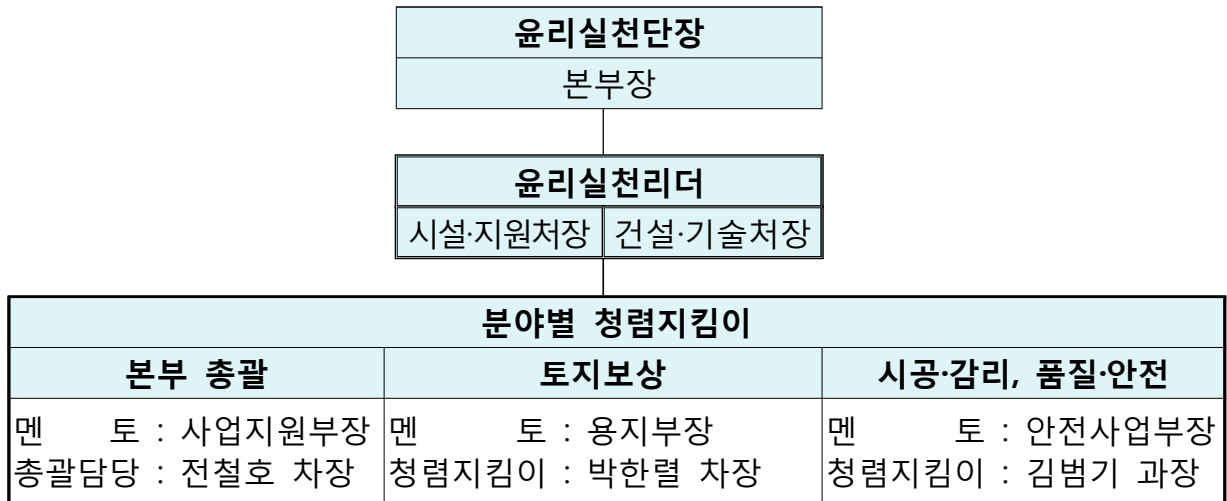 윤리실천단장
본부장
윤리실천리더
시설·지원처장 건설·기술처장
분야별 청렴지킴이
본부 총괄 토지보상 시공·감리, 품질·안전
멘 토 : 사업지원부장 멘 토 : 용지부장 멘 토 : 안전사업부장
총괄담당 : 전철호 차장 청렴지킴이 : 박한렬 차장 청렴지킴이 : 김범기 과장